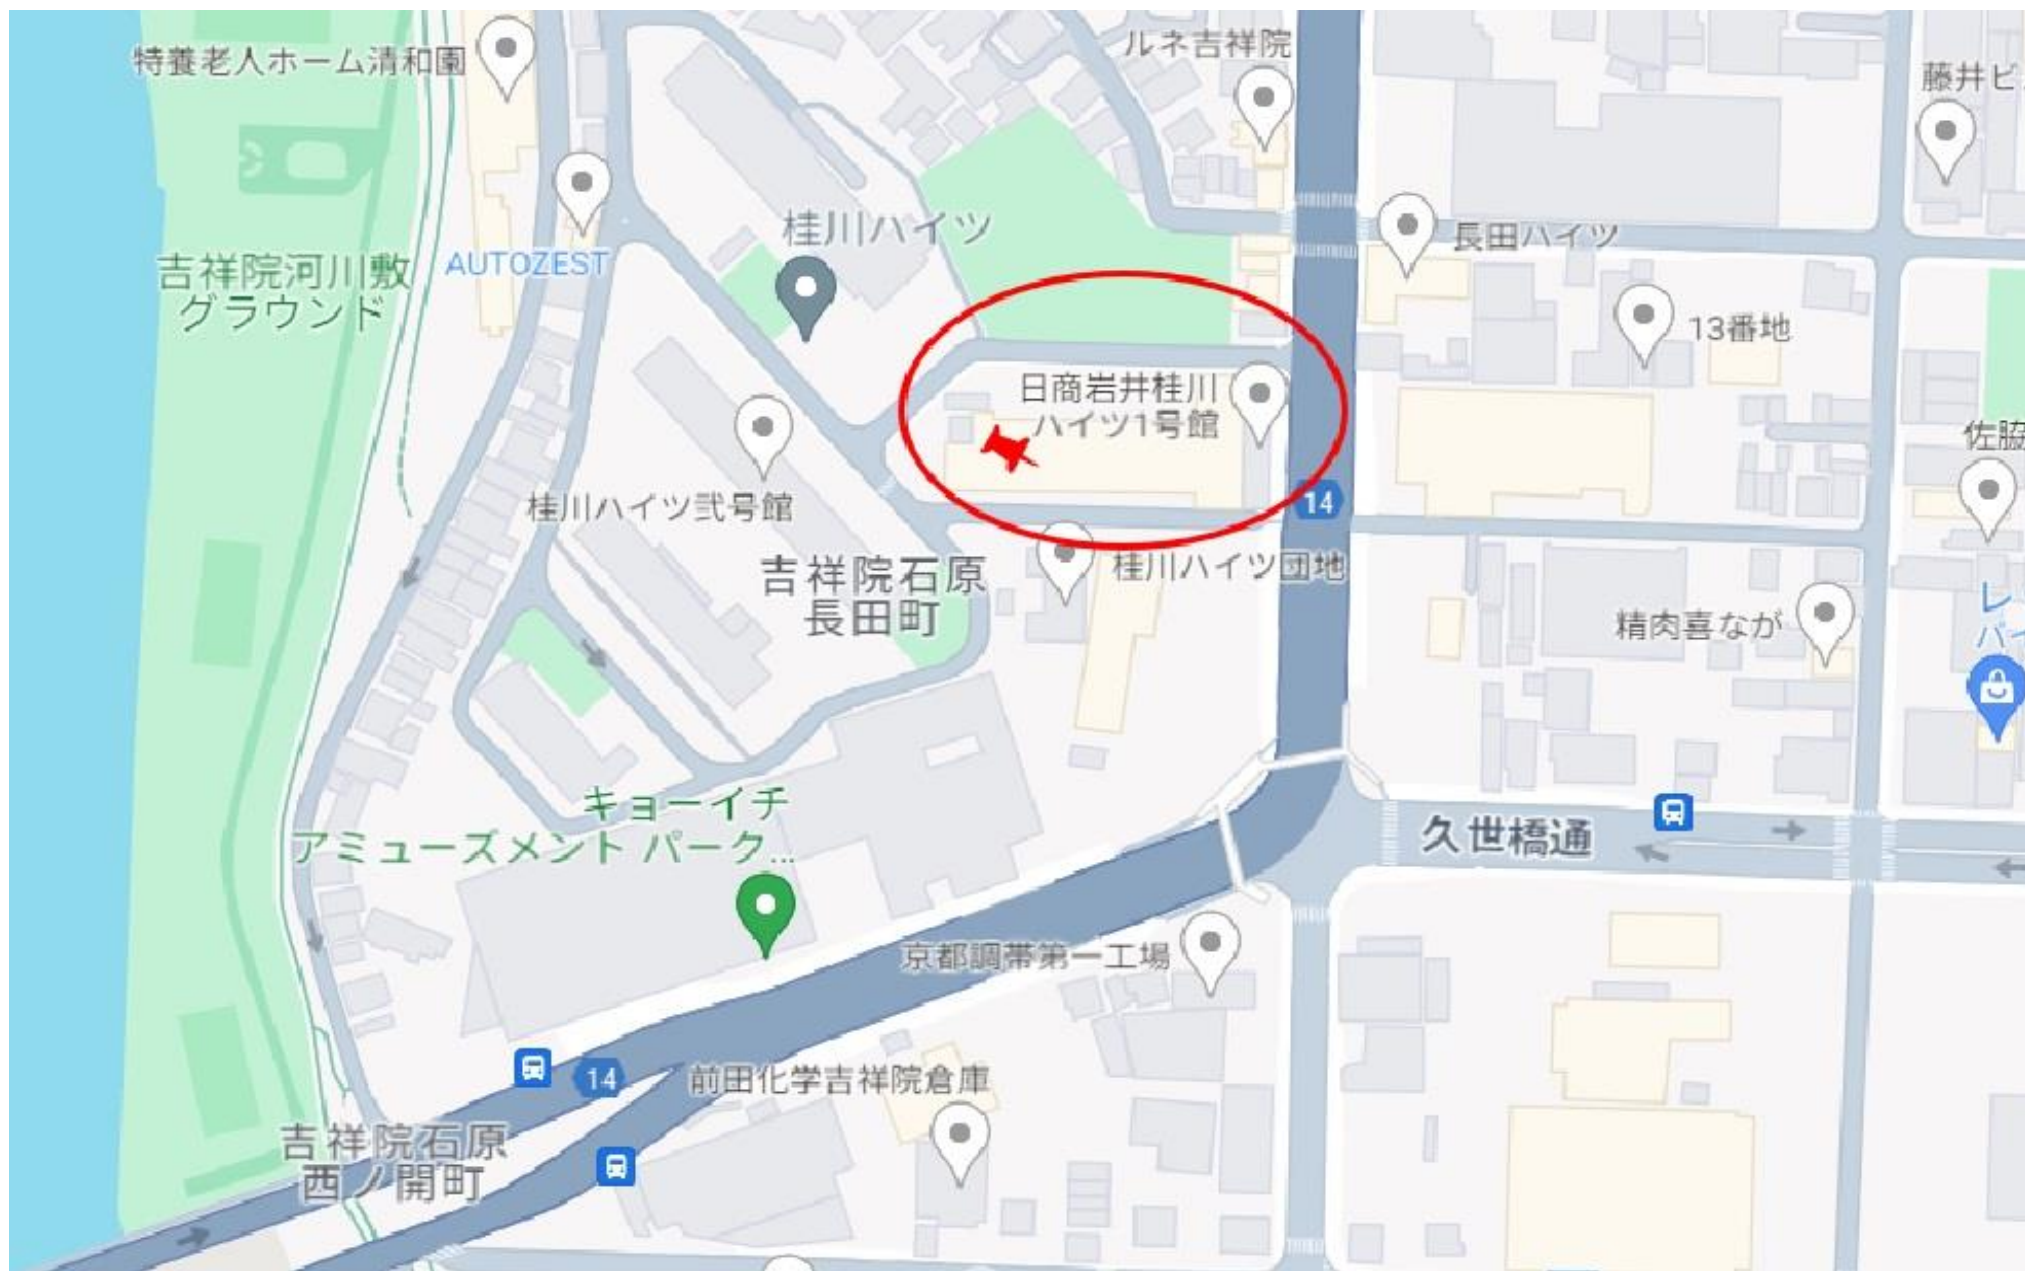 特養老人ホーム清和園
ルネ吉祥院
藤井ビ
桂川ハイツ
長田ハイツ
吉祥院河川敷
グラウンド
AUTOZEST
13番地
日商岩井桂川
ハイツ1号館
佐脇
桂川ハイツ弐号館
14
吉祥院石原
長田町
桂川ハイツ団地
精肉喜なが
レ
パイ
キョーイチ
アミューズメント パーク...
久世橋通
京都調帯第一工場
14
前田化学吉祥院倉庫
吉祥院石原
西ノ開町